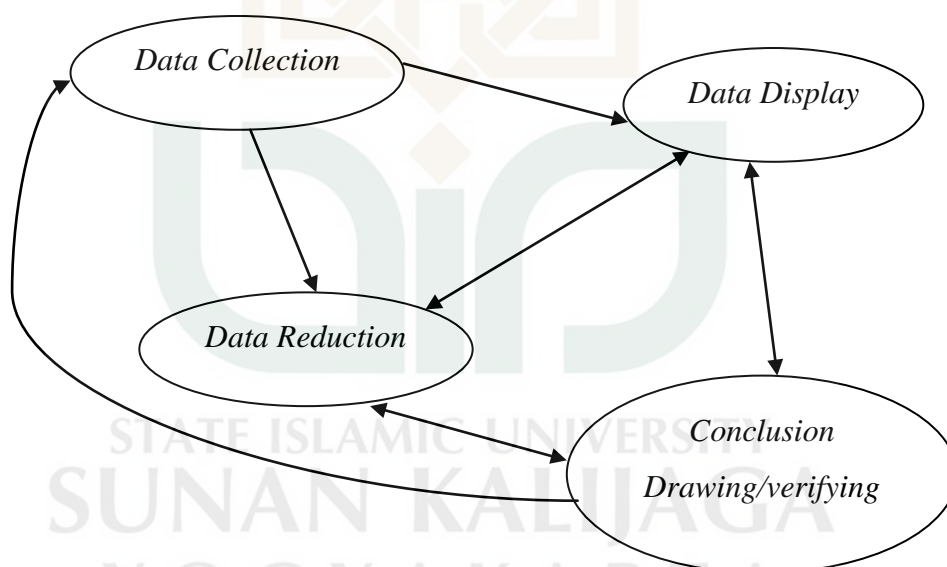 Data Collection
Data Display
Data Reduction
Conclusion
Drawing/verifying
STATE ISLAMIC UNIVERSITY
SUNAN KALIJAGA